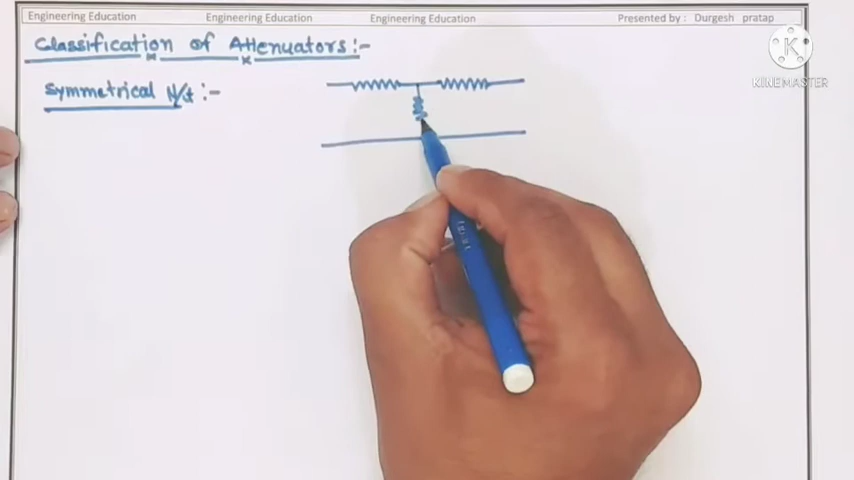 Engineering Education Engineering Education Engineering Education Presented by : Durgesh pratap
Classification of Attenuators :-
Symmetrical N/t :-
K
KINEMASTER